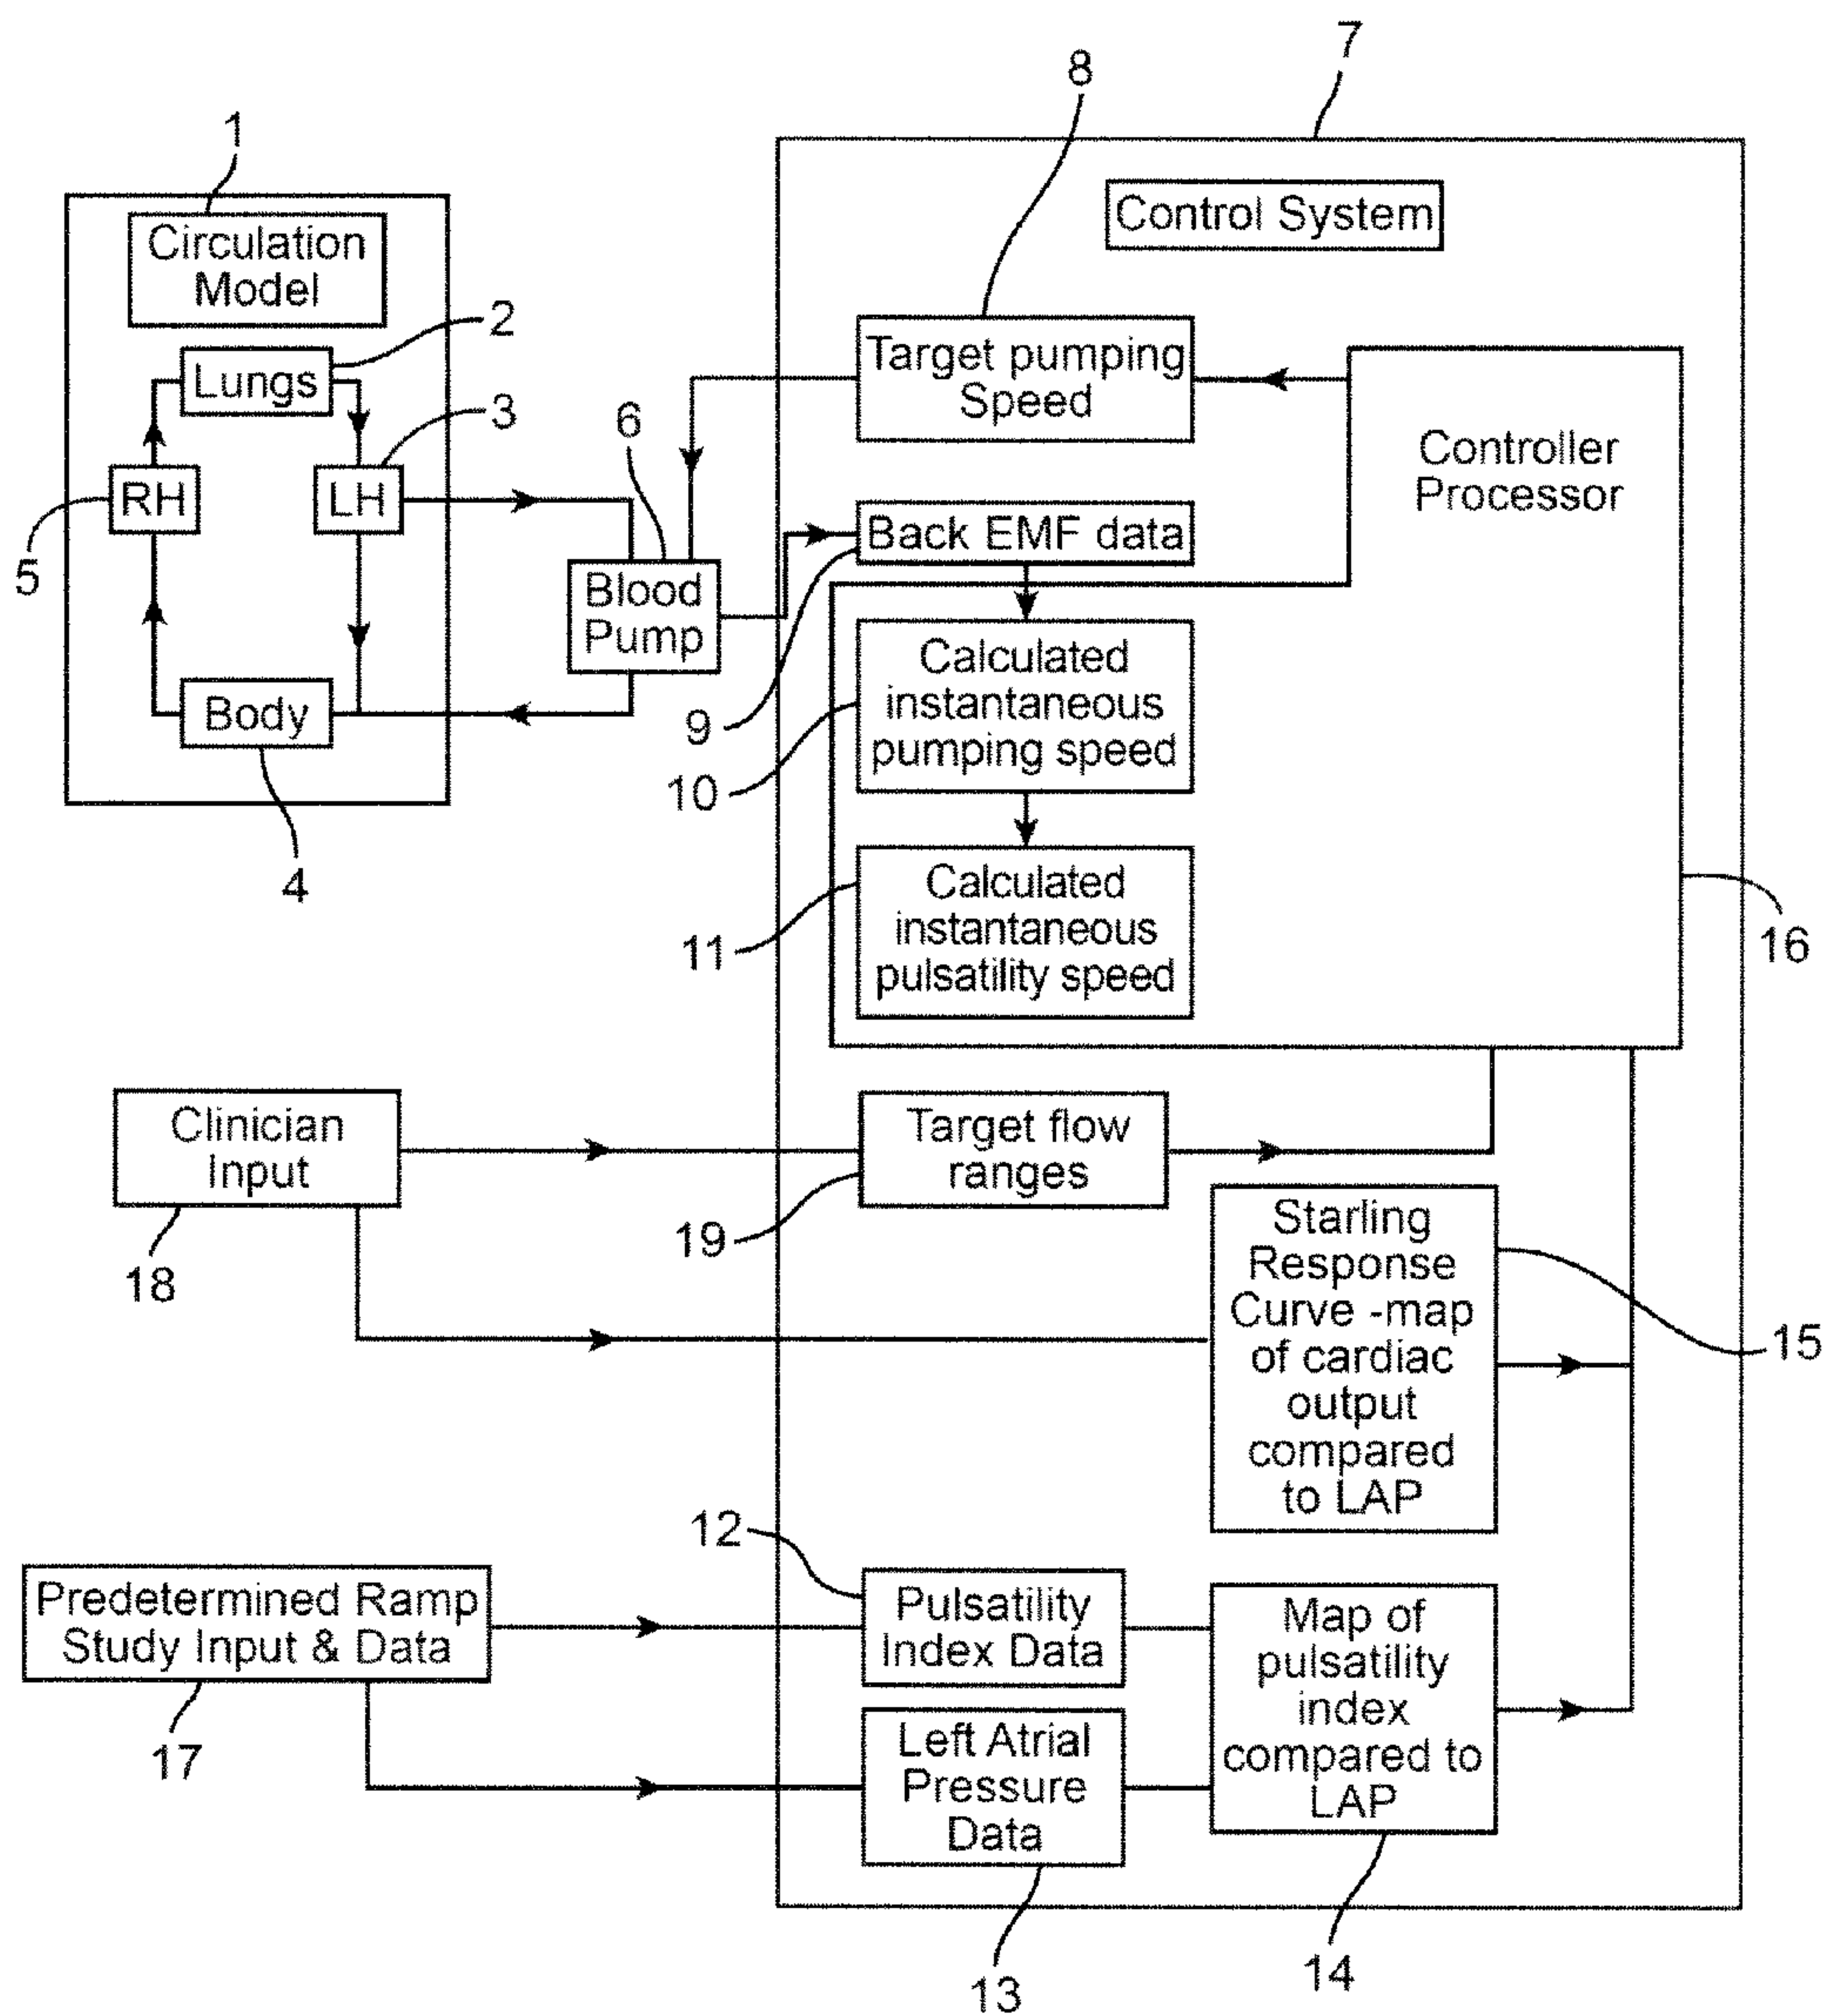 7
8
1
Control System
Circulation
Model
2
Lungs
Target pumping
Speed
3
6
Controller
Processor
RH
LH
5
Back EMF data
Blood
Pump
Calculated
instantaneous
pumping speed
9
Body
10
4
Calculated
instantaneous
pulsatility speed
11
16
Clinician
Input
Target flow
ranges
18
19
Starling
Response
Curve -map
of cardiac
output
compared
to LAP
15
12
Predetermined Ramp
Study Input & Data
Pulsatility
Index Data
Map of
pulsatility
index
compared to
LAP
17
Left Atrial
Pressure
Data
13
14